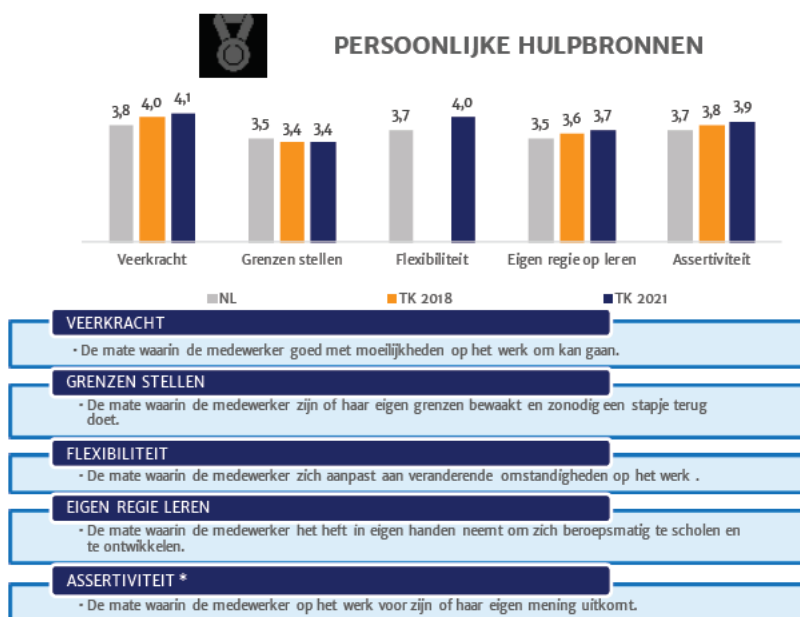 PERSOONLIJKE HULPBRONNEN
3,8 4,0 4,1
3,5 3,4 3,4
3,7 4,0
3,5 3,6 3,7
3,7 3,8 3,9
Veerkracht Grenzen stellen Flexibiliteit Eigen regie op leren Assertiviteit
NL TK 2018 TK 2021
VEERKRACHT
• De mate waarin de medewerker goed met moeilijkheden op het werk om kan gaan.
GRENZEN STELLEN
• De mate waarin de medewerker zijn of haar eigen grenzen bewaakt en zonodig een stapje terug
doet.
FLEXIBILITEIT
• De mate waarin de medewerker zich aanpast aan veranderende omstandigheden op het werk .
EIGEN REGIE LEREN
• De mate waarin de medewerker het heft in eigen handen neemt om zich beroepsmatig te scholen en
te ontwikkelen.
ASSERTIVITEIT *
• De mate waarin de medewerker op het werk voor zijn of haar eigen mening uitkomt.